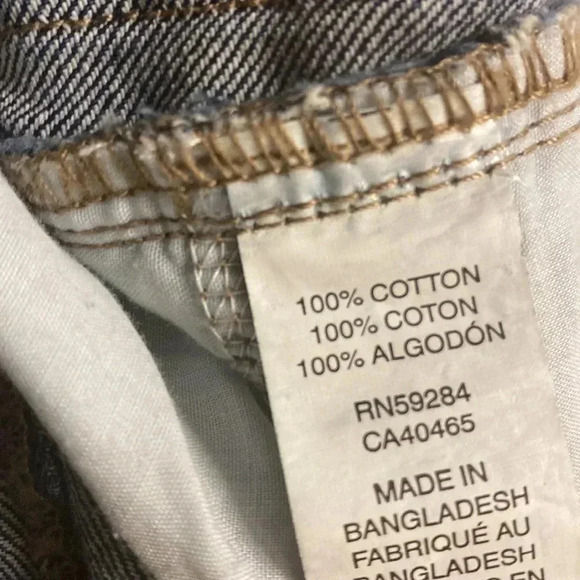 100% COTTON
100% COTON
100% ALGODÓN
RN59284
CA40465
MADE IN
BANGLADESH
FABRIQUÉ AU
BANGLADESH